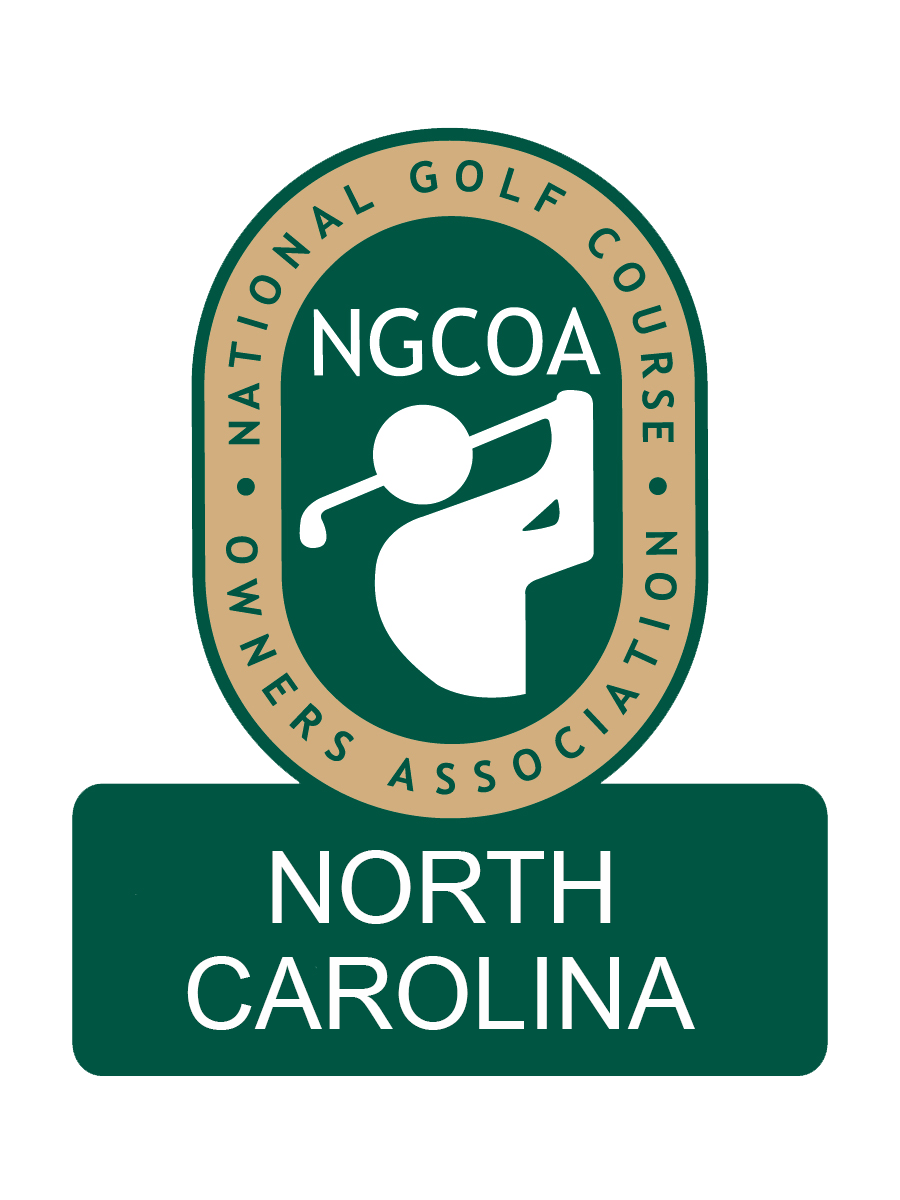 NATIONAL GOLF COURSE
NGCOA
• OWNERS ASSOCIATION •
NORTH
CAROLINA